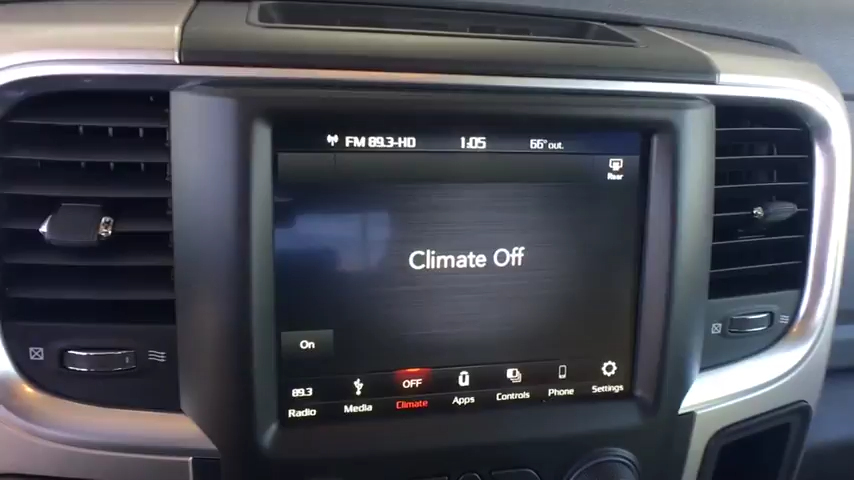 FM 89.3-HD 1:05 66° out.
Rear
Climate Off
On
89.3 OFF
Radio Media Climate Apps Controls Phone Settings